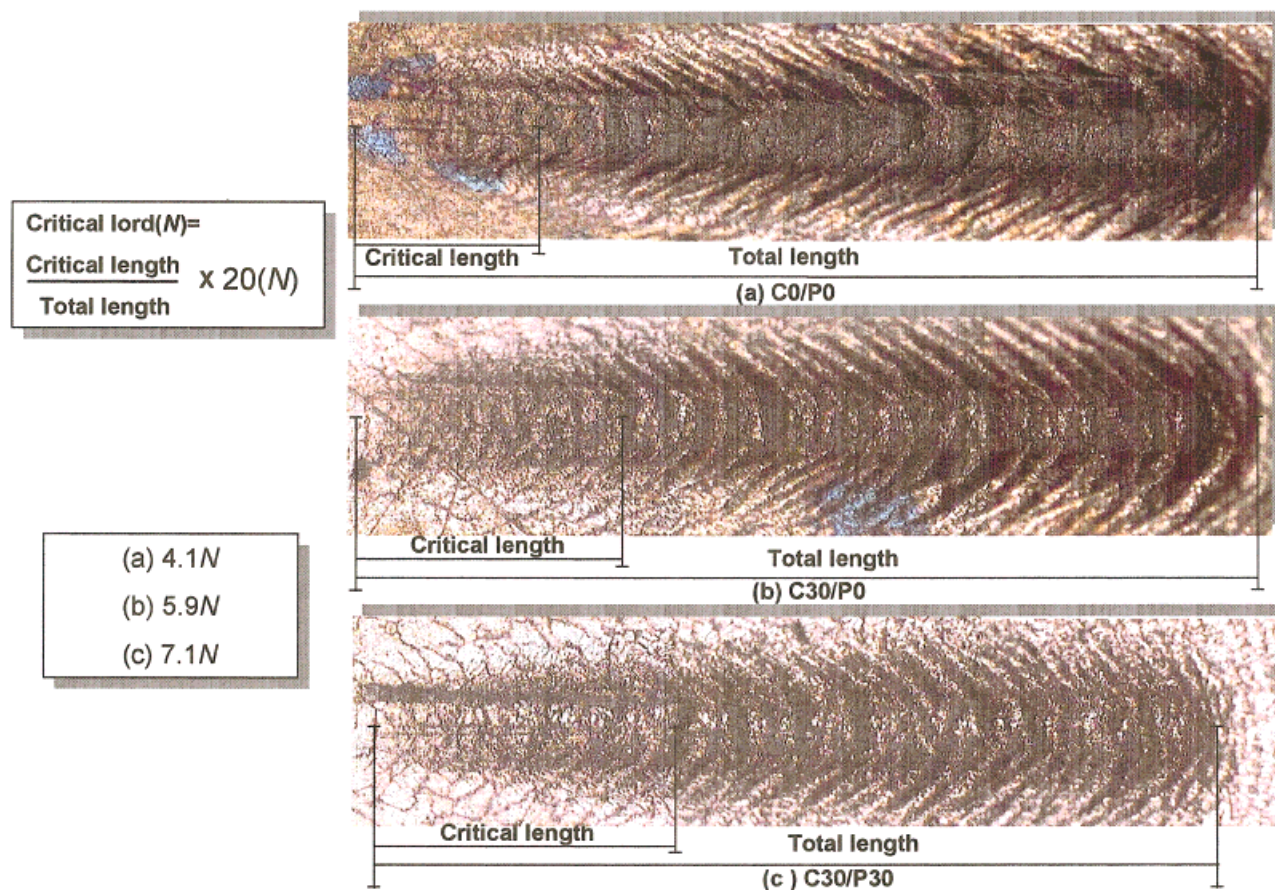 Critical lord(N)=
Critical length
Total length
x 20(N)
Critical length
Total length
(a) C0/P0
Critical length
Total length
(b) C30/P0
(a) 4.1N
(b) 5.9N
(c) 7.1N
Critical length
Total length
(c ) C30/P30